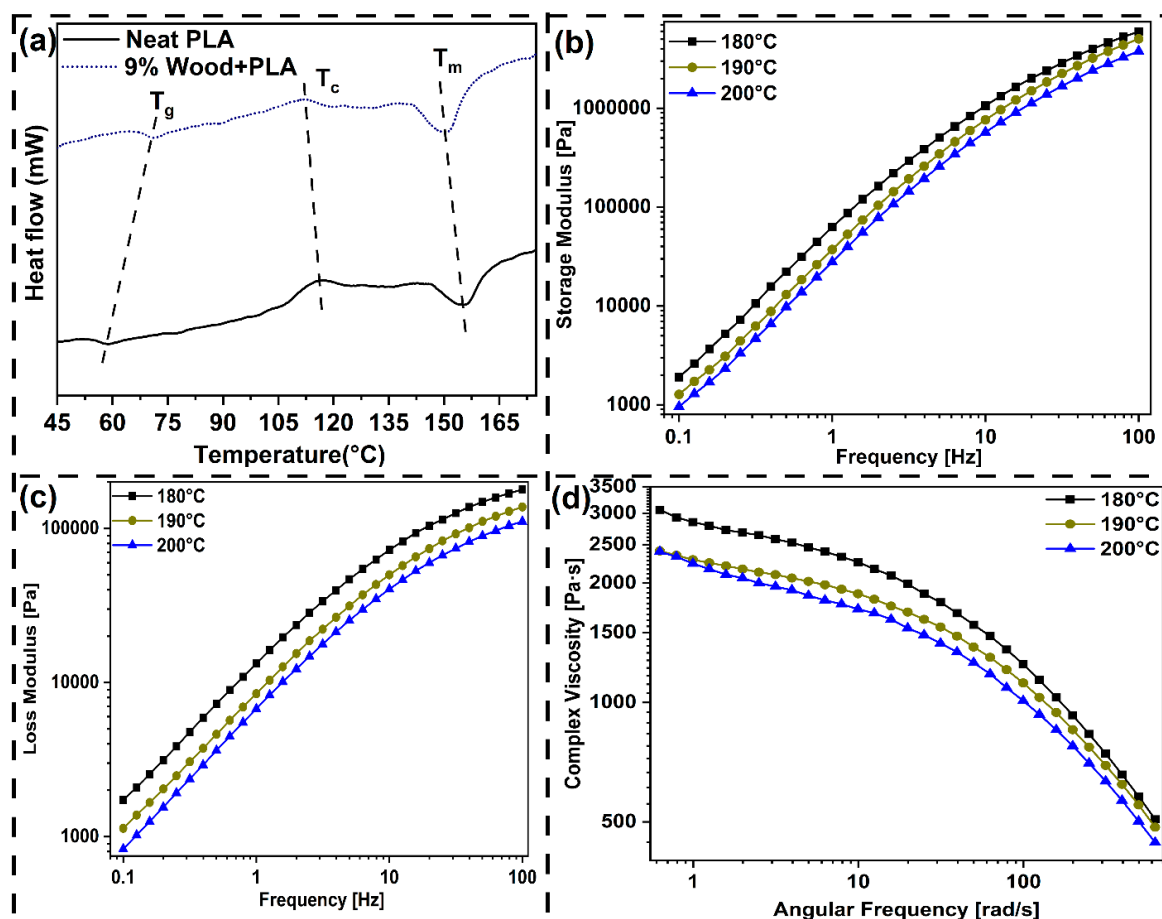 (a)
Neat PLA
9% Wood+PLA
Tg
Tc
Tm
Heat flow (mW)
45 60 75 90 105 120 135 150 165
Temperature(°C)
(b)
180°C
190°C
200°C
Storage Modulus [Pa]
1000000
100000
10000
1000
0.1 1 10 100
Frequency [Hz]
(c)
180°C
190°C
200°C
Loss Modulus [Pa]
100000
10000
1000
0.1 1 10 100
Frequency [Hz]
(d)
180°C
190°C
200°C
Complex Viscosity [Pa·s]
3500
3000
2500
2000
1500
1000
500
1 10 100
Angular Frequency [rad/s]